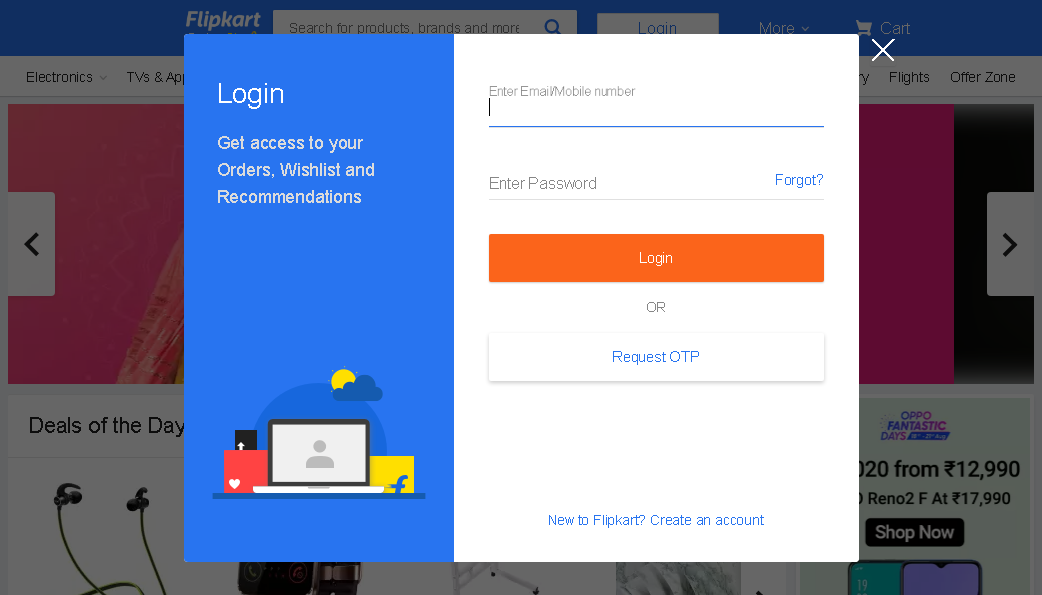 Flipkart
Search for products, brands and more
Login
More
Cart
Electronics
TVs & Ap
Flights
Offer Zone
Login
Get access to your
Orders, Wishlist and
Recommendations
Enter Email/Mobile number
Enter Password
Forgot?
Login
OR
Request OTP
New to Flipkart? Create an account
Deals of the Day
OPPO
FANTASTIC
DAYS
020 from ₹12,990
Reno2 F At ₹17,990
Shop Now
19